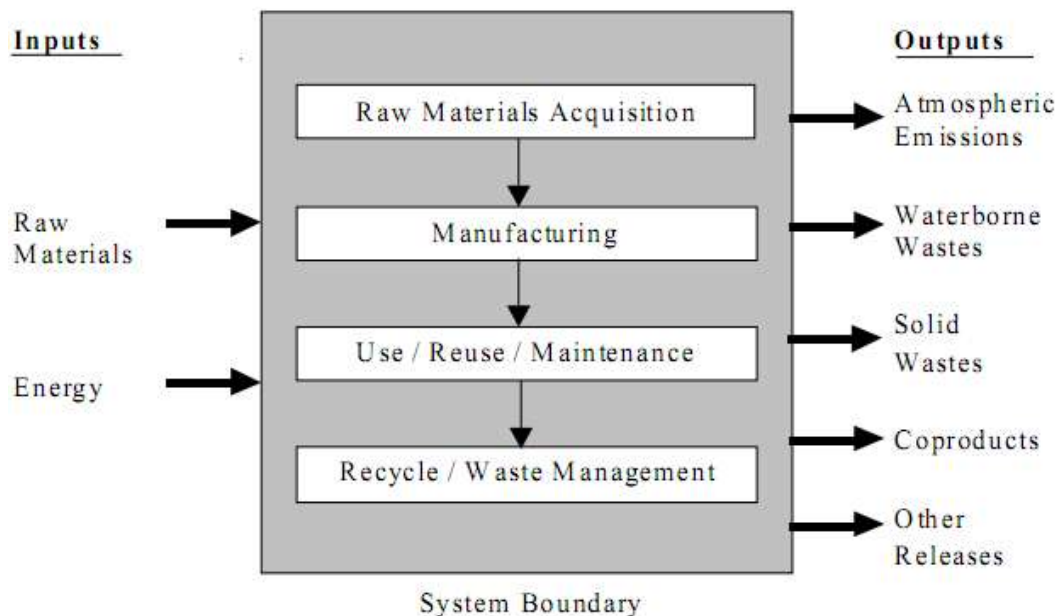 Inputs
Raw
Materials
Energy
Raw Materials Acquisition
Manufacturing
Use / Reuse / Maintenance
Recycle / Waste Management
System Boundary
Outputs
Atmospheric
Emissions
Waterborne
Wastes
Solid
Wastes
Coproducts
Other
Releases